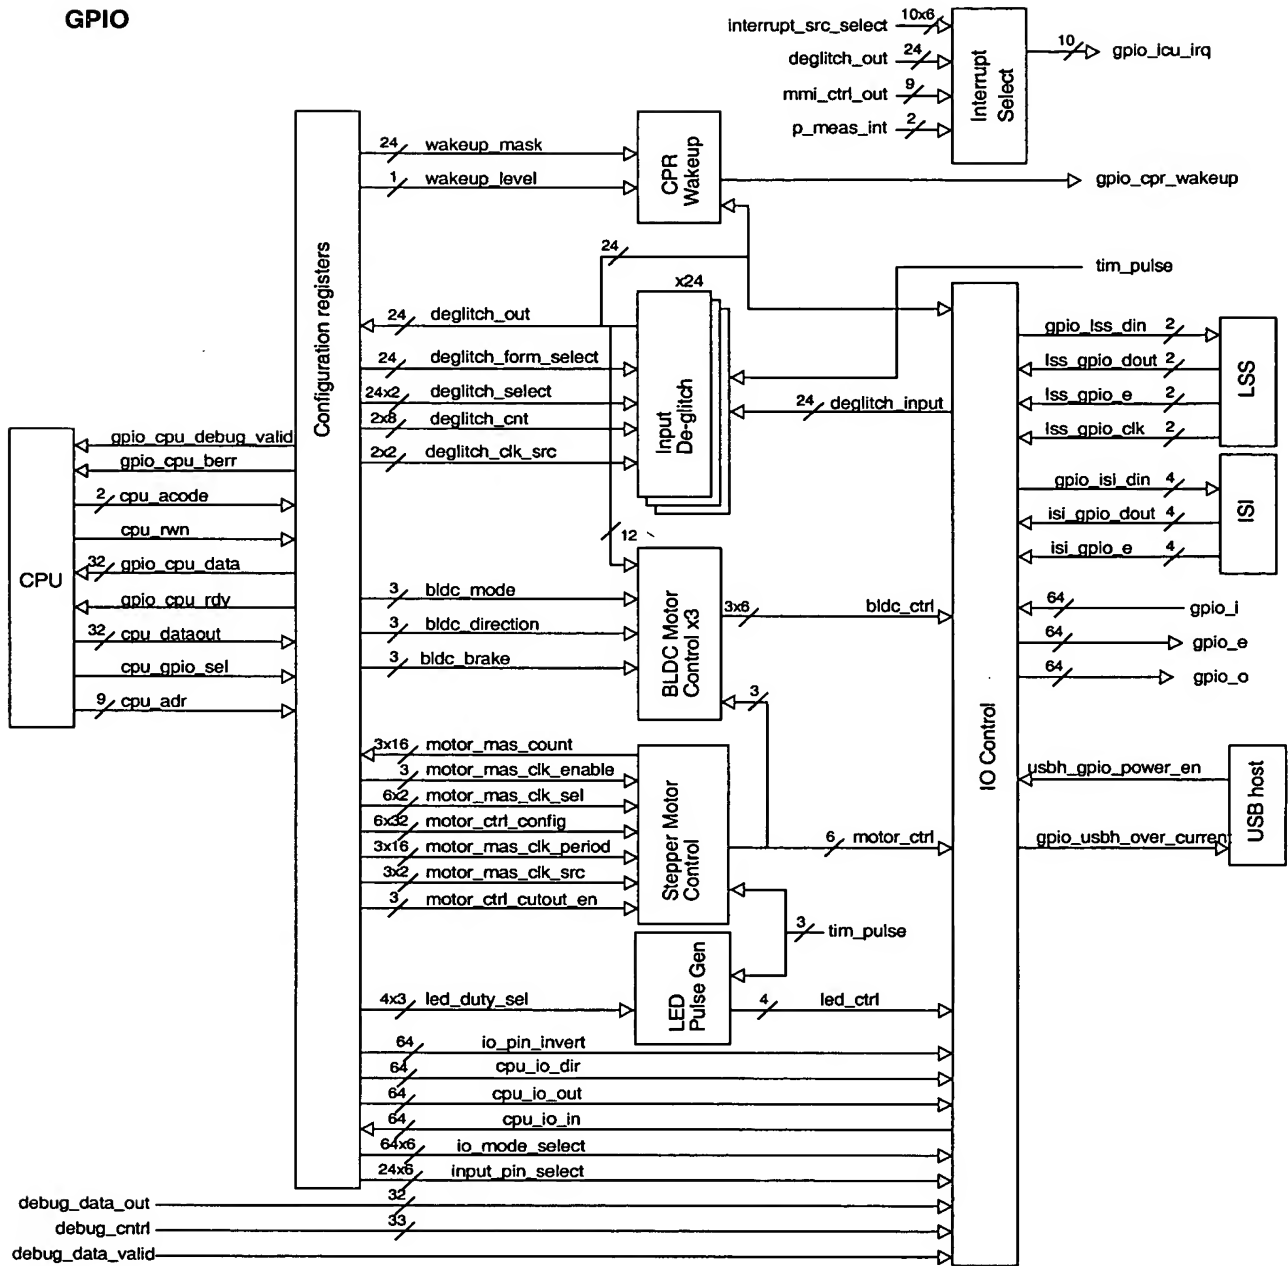 GPIO
interrupt_src_select 10x6
deglitch_out 24
mmi_ctrl_out 9
p_meas_int 2
Interrupt Select
10 gpio_icu_irq
Configuration registers
24 wakeup_mask
1 wakeup_level
CPR Wakeup
gpio_cpr_wakeup
24
tim_pulse
x24
24 deglitch_out
24 deglitch_form_select
24x2 deglitch_select
2x8 deglitch_cnt
2x2 deglitch_clk_src
Input De-glitch
24 deglitch_input
12
CPU
gpio_cpu_debug_valid
gpio_cpu_berr
2 cpu_acode
cpu_rwn
32 gpio_cpu_data
gpio_cpu_rdy
32 cpu_dataout
cpu_gpio_sel
9 cpu_adr
3 bldc_mode
3 bldc_direction
3 bldc_brake
BLDC Motor Control x3
3x6 bldc_ctrl
3
3x16 motor_mas_count
3 motor_mas_clk_enable
6x2 motor_mas_clk_sel
6x32 motor_ctrl_config
3x16 motor_mas_clk_period
3x2 motor_mas_clk_src
3 motor_ctrl_cutout_en
Stepper Motor Control
6 motor_ctrl
3 tim_pulse
4x3 led_duty_sel
LED Pulse Gen
4 led_ctrl
64 io_pin_invert
64 cpu_io_dir
64 cpu_io_out
64 cpu_io_in
64x6 io_mode_select
24x6 input_pin_select
debug_data_out 32
debug_cntrl 33
debug_data_valid
IO Control
gpio_lss_din 2
lss_gpio_dout 2
lss_gpio_e 2
lss_gpio_clk 2
LSS
gpio_isi_din 4
isi_gpio_dout 4
isi_gpio_e 4
ISI
64 gpio_i
64 gpio_e
64 gpio_o
usbh_gpio_power_en
gpio_usbh_over_current
USB host